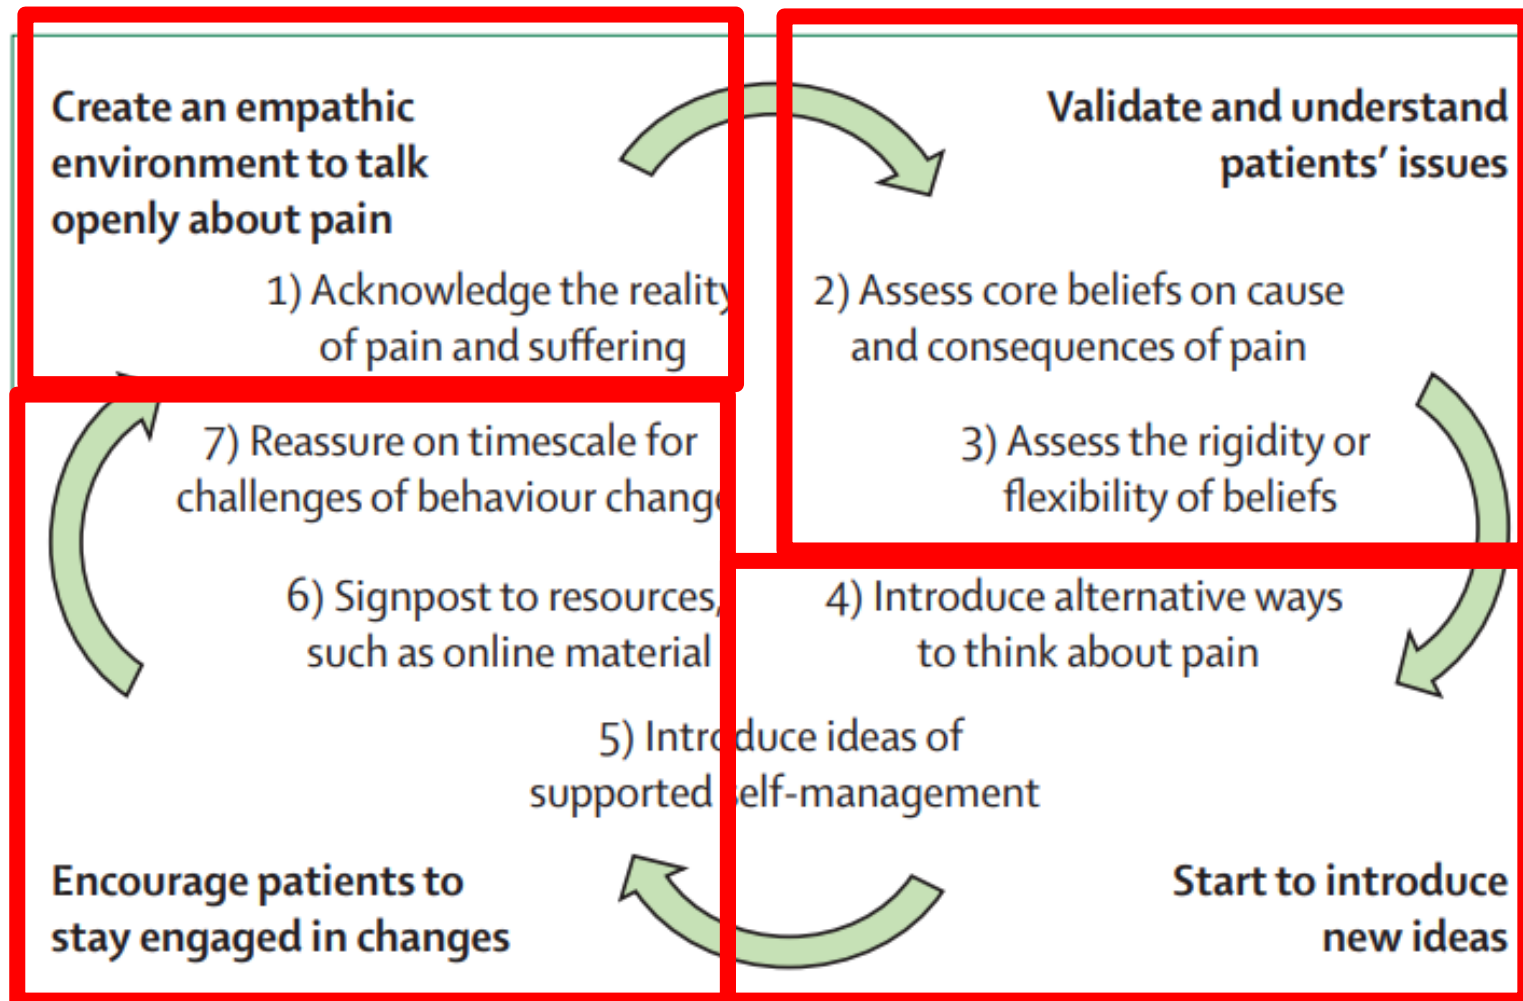 Create an empathic
environment to talk
openly about pain
Validate and understand
patients’ issues
1) Acknowledge the reality
of pain and suffering
2) Assess core beliefs on cause
and consequences of pain
3) Assess the rigidity or
flexibility of beliefs
4) Introduce alternative ways
to think about pain
5) Introduce ideas of
supported self-management
6) Signpost to resources,
such as online material
7) Reassure on timescale for
challenges of behaviour change
Encourage patients to
stay engaged in changes
Start to introduce
new ideas